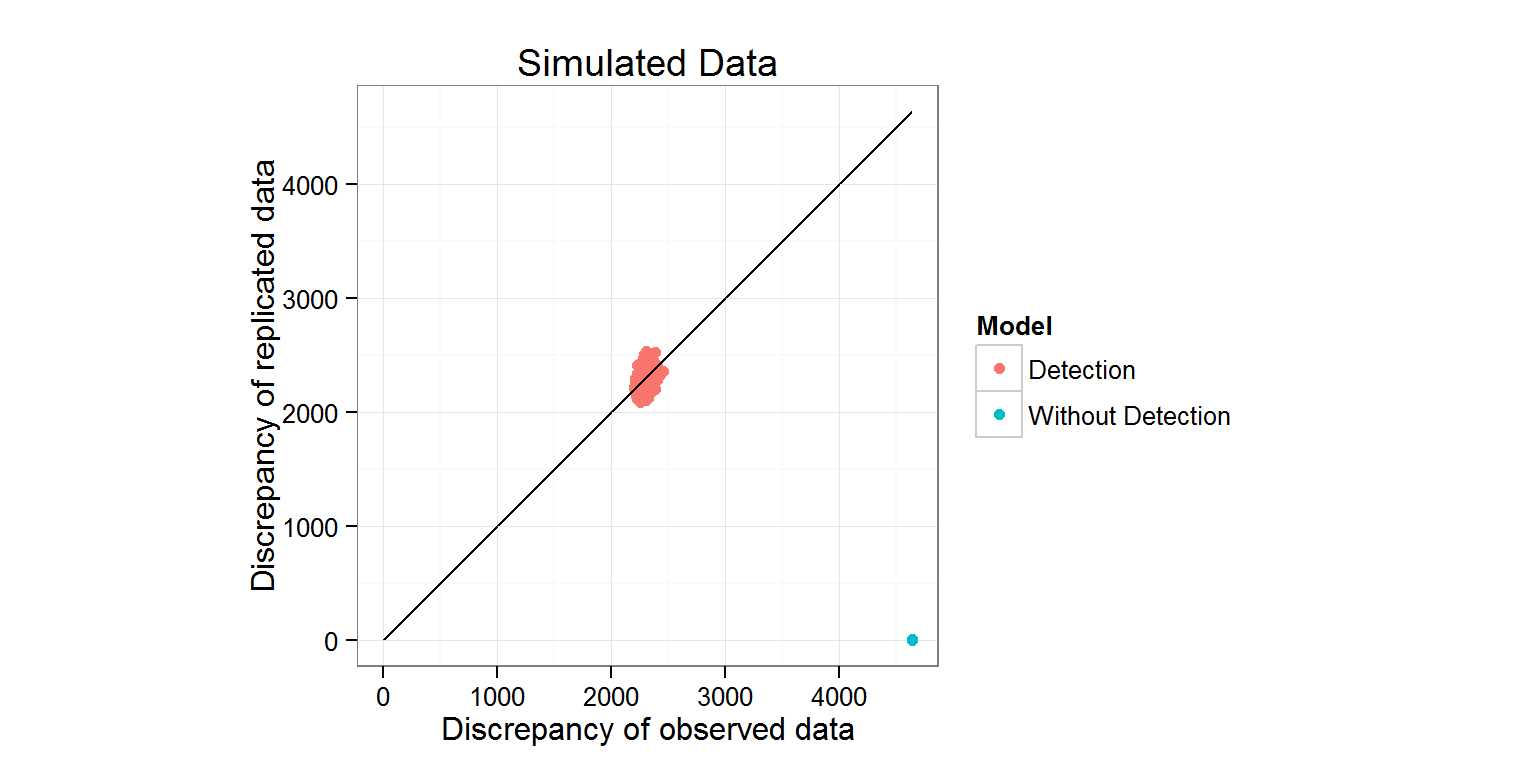 Simulated Data
Discrepancy of replicated data
4000
3000
2000
1000
0
0 1000 2000 3000 4000
Discrepancy of observed data
Model
Detection
Without Detection